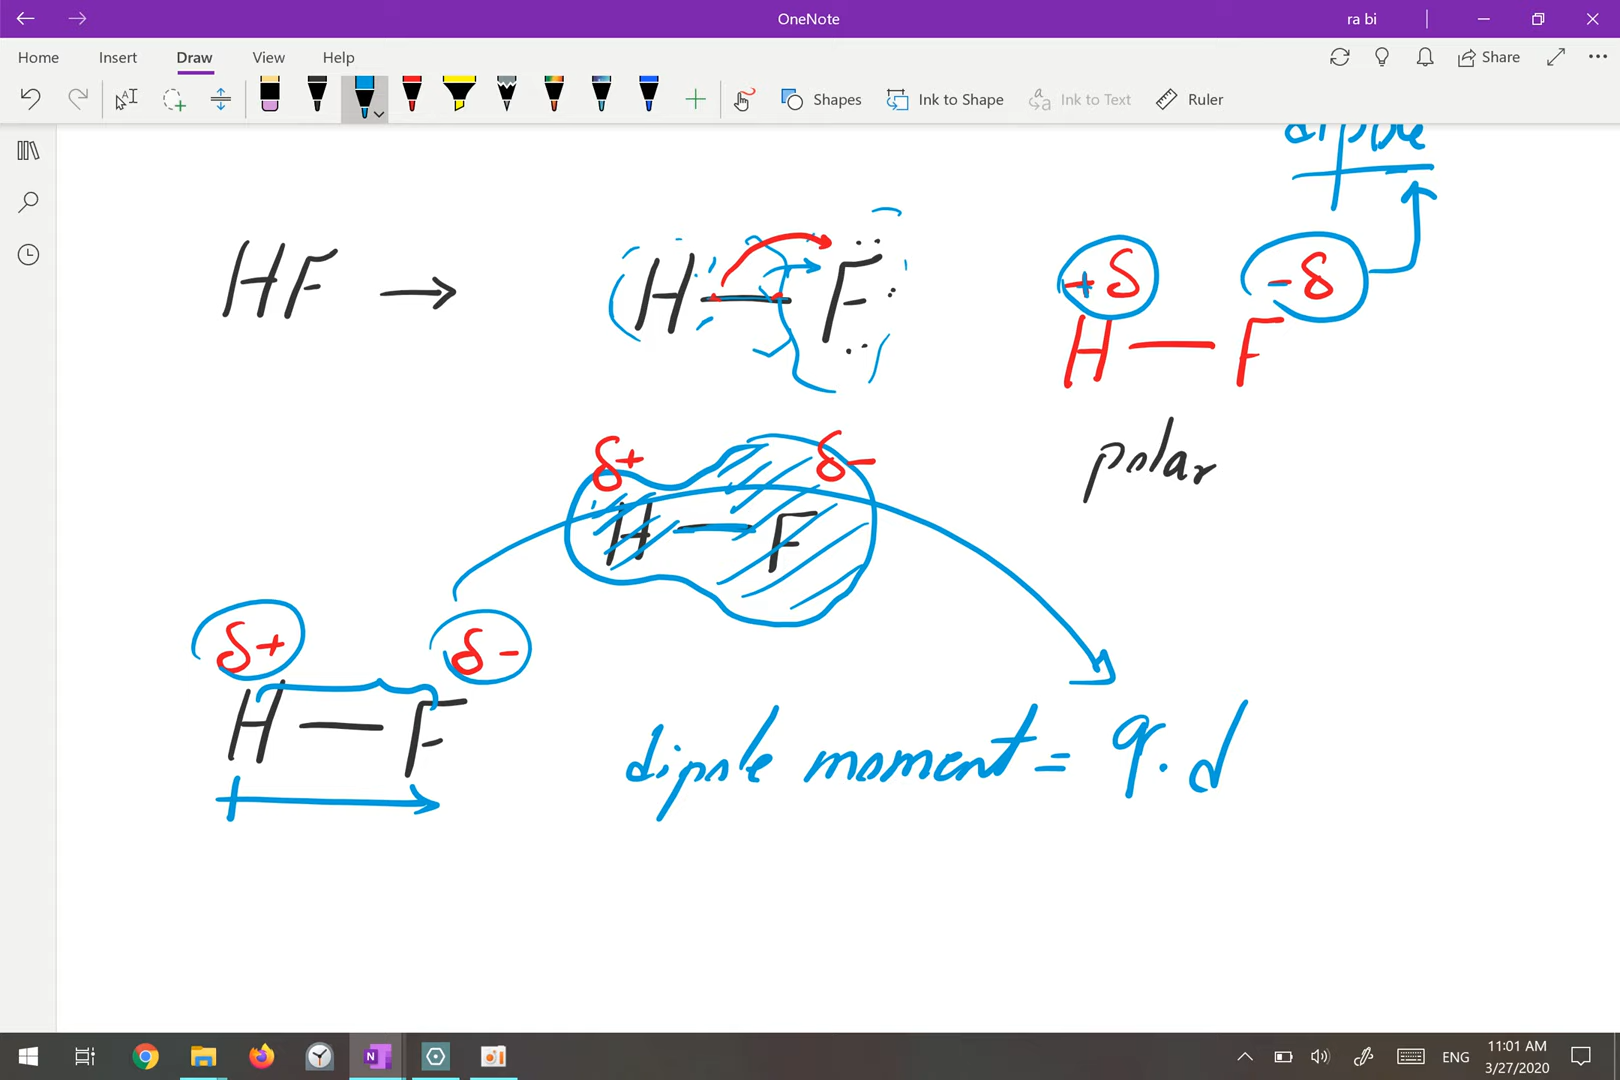 OneNote
ra bi
Home Insert Draw View Help
Share
Shapes
Ink to Shape
Ink to Text
Ruler
dipole
HF → H — F
+δ -δ
H — F
polar
δ+ δ-
H — F
δ+ δ-
H — F
dipole moment = q. d
ENG
11:01 AM
3/27/2020